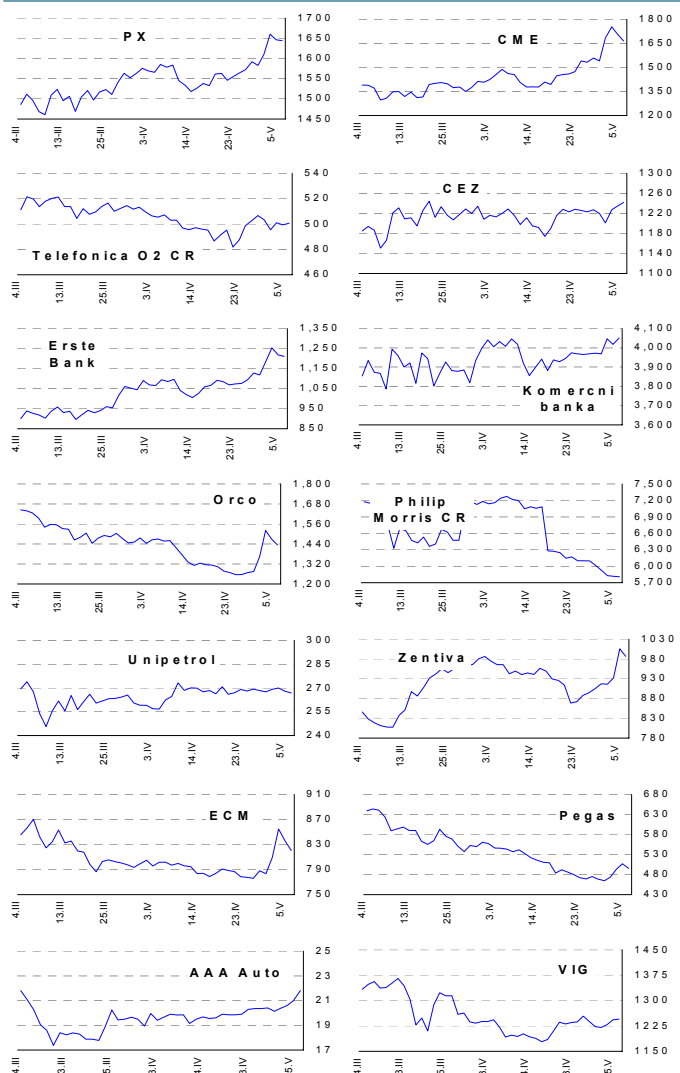 PX
1700
1650
1600
1550
1500
1450
4-III
13-III
25-III
3-IV
14-IV
23-IV
5-V
CME
1800
1650
1500
1350
1200
4.III
13.III
25.III
3.IV
14.IV
23.IV
5.V
Telefonica O2 CR
540
520
500
480
460
4.III
13.III
25.III
3.IV
14.IV
23.IV
5.V
CEZ
1300
1260
1220
1180
1140
1100
4.III
13.III
25.III
3.IV
14.IV
23.IV
5.V
Erste
Bank
1,350
1,250
1,150
1,050
950
850
4.III
13.III
25.III
3.IV
14.IV
23.IV
5.V
Komercni
banka
4,100
4,000
3,900
3,800
3,700
3,600
4.III
13.III
25.III
3.IV
14.IV
23.IV
5.V
Orco
1,800
1,680
1,560
1,440
1,320
1,200
4.III
13.III
25.III
3.IV
14.IV
23.IV
5.V
Philip
Morris CR
7,500
7,200
6,900
6,600
6,300
6,000
5,700
4.III
13.III
25.III
3.IV
14.IV
23.IV
5.V
Unipetrol
300
285
270
255
240
4.III
13.III
25.III
3.IV
14.IV
23.IV
5.V
Zentiva
1030
980
930
880
830
780
4.III
13.III
25.III
3.IV
14.IV
23.IV
5.V
ECM
910
870
830
790
750
4.III
13.III
25.III
3.IV
14.IV
23.IV
5.V
Pegas
680
630
580
530
480
430
4.III
13.III
25.III
3.IV
14.IV
23.IV
5.V
AAA Auto
25
23
21
19
17
4.III
5.V
VIG
1450
1375
1300
1225
1150
4.III
5.V